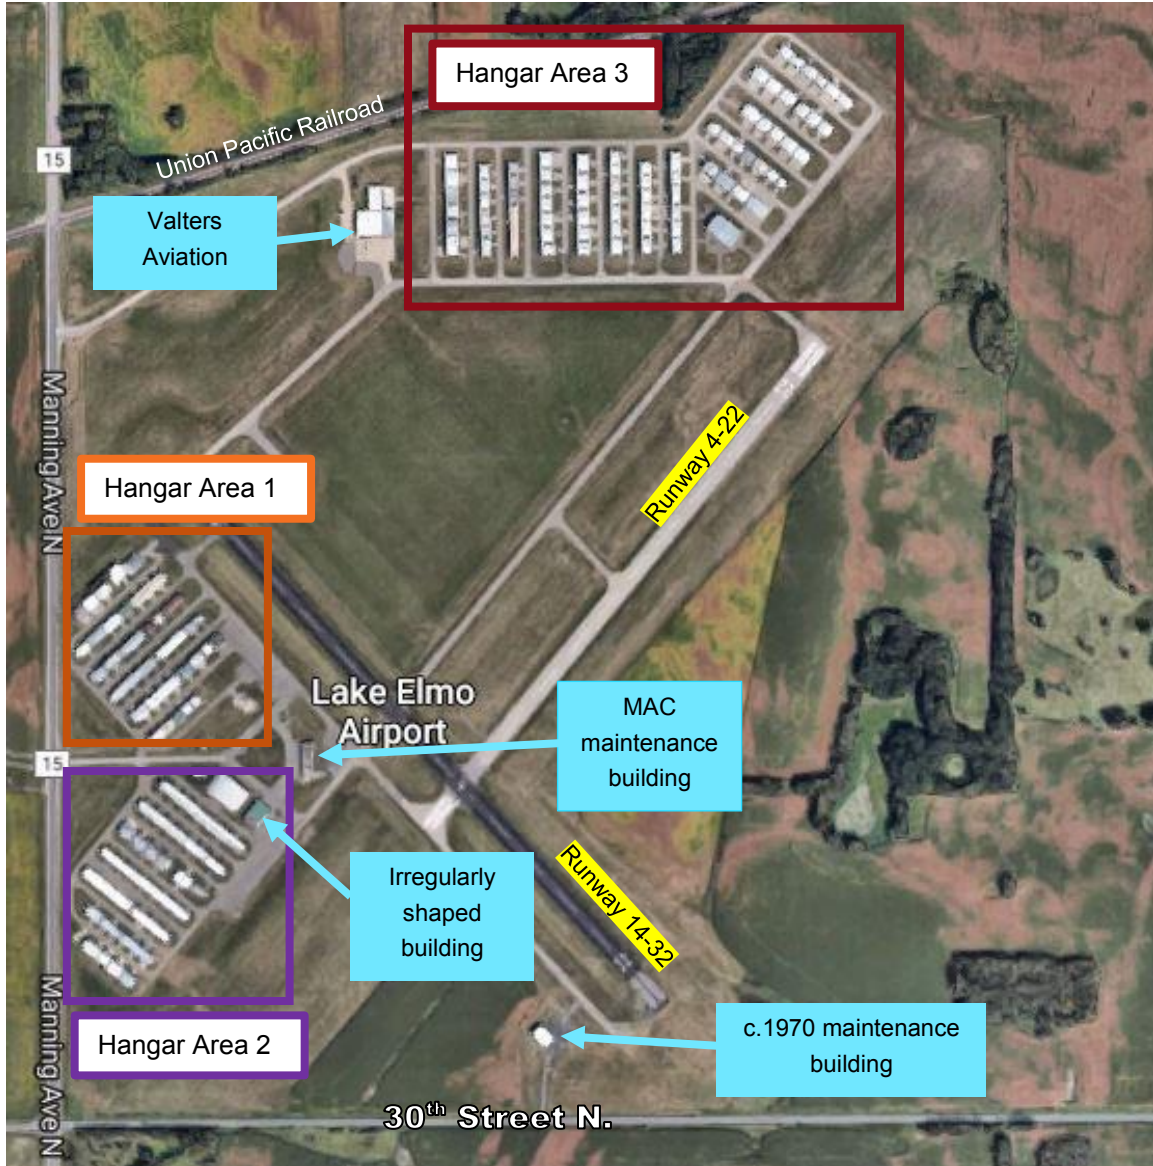 Hangar Area 3
Union Pacific Railroad
15
Valters
Aviation
Manning Ave N
Runway 4-22
Hangar Area 1
Lake Elmo
Airport
MAC
maintenance
building
15
Irregularly
shaped
building
Runway 14-32
Manning Ave N
Hangar Area 2
c.1970 maintenance
building
30th Street N.